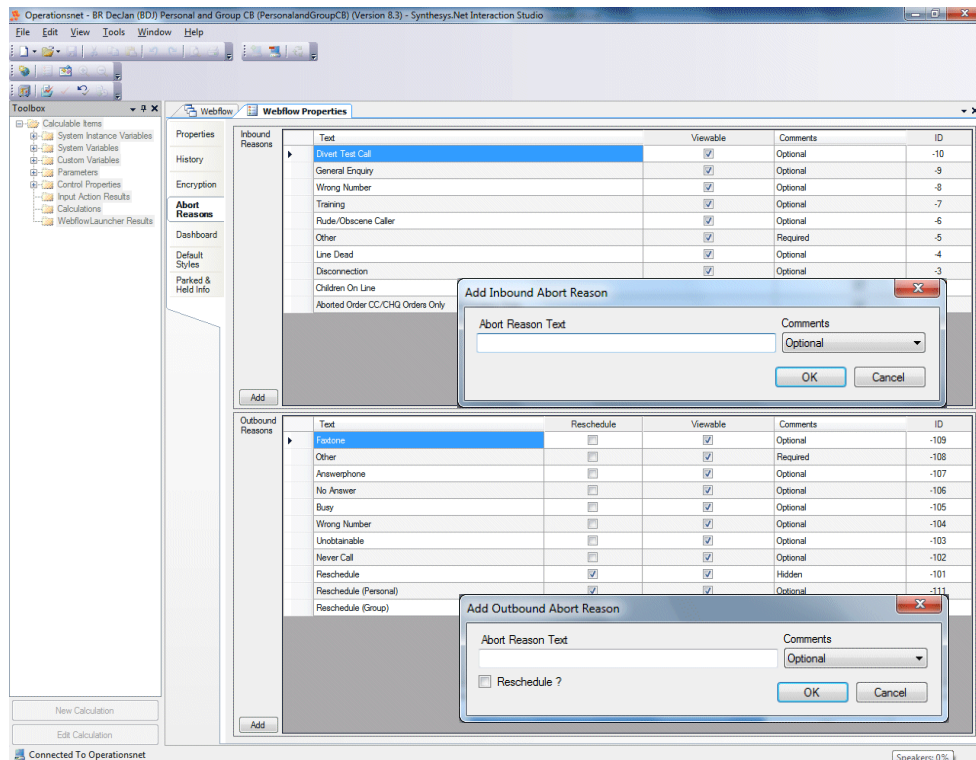 Operationsnet - BR DecJan (BDJ) Personal and Group CB (PersonalandGroupCB) (Version 8.3) - Synthesys.Net Interaction Studio
File Edit View Tools Window Help
Toolbox
Webflow Webflow Properties
Calculable Items
System Instance Variables
System Variables
Custom Variables
Parameters
Control Properties
Input Action Results
Calculations
WebflowLauncher Results
New Calculation
Edit Calculation
Properties
History
Encryption
Abort
Reasons
Dashboard
Default
Styles
Parked &
Held Info
Inbound
Reasons
Text Viewable Comments ID
Divert Test Call Optional -10
General Enquiry Optional -9
Wrong Number Optional -8
Training Optional -7
Rude/Obscene Caller Optional -6
Other Required -5
Line Dead Optional -4
Disconnection Optional -3
Children On Line
Aborted Order CC/CHQ Orders Only
Add
Add Inbound Abort Reason
Abort Reason Text Comments
Optional
OK Cancel
Outbound
Reasons
Text Reschedule Viewable Comments ID
Faxtone Optional -109
Other Required -108
Answerphone Optional -107
No Answer Optional -106
Busy Optional -105
Wrong Number Optional -104
Unobtainable Optional -103
Never Call Optional -102
Reschedule Hidden -101
Reschedule (Personal) Optional -111
Reschedule (Group)
Add
Add Outbound Abort Reason
Abort Reason Text Comments
Optional
Reschedule ?
OK Cancel
Connected To Operationsnet
Speakers: 0%